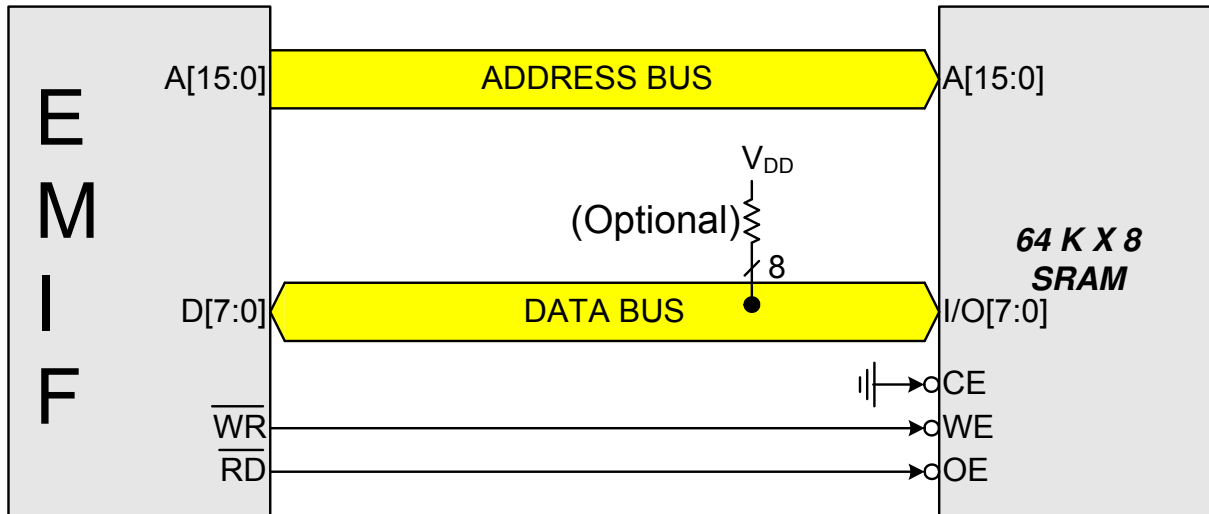 E
M
I
F
A[15:0]
ADDRESS BUS
A[15:0]
V_DD
(Optional)
8
D[7:0]
DATA BUS
I/O[7:0]
64 K X 8
SRAM
CE
WR
WE
RD
OE